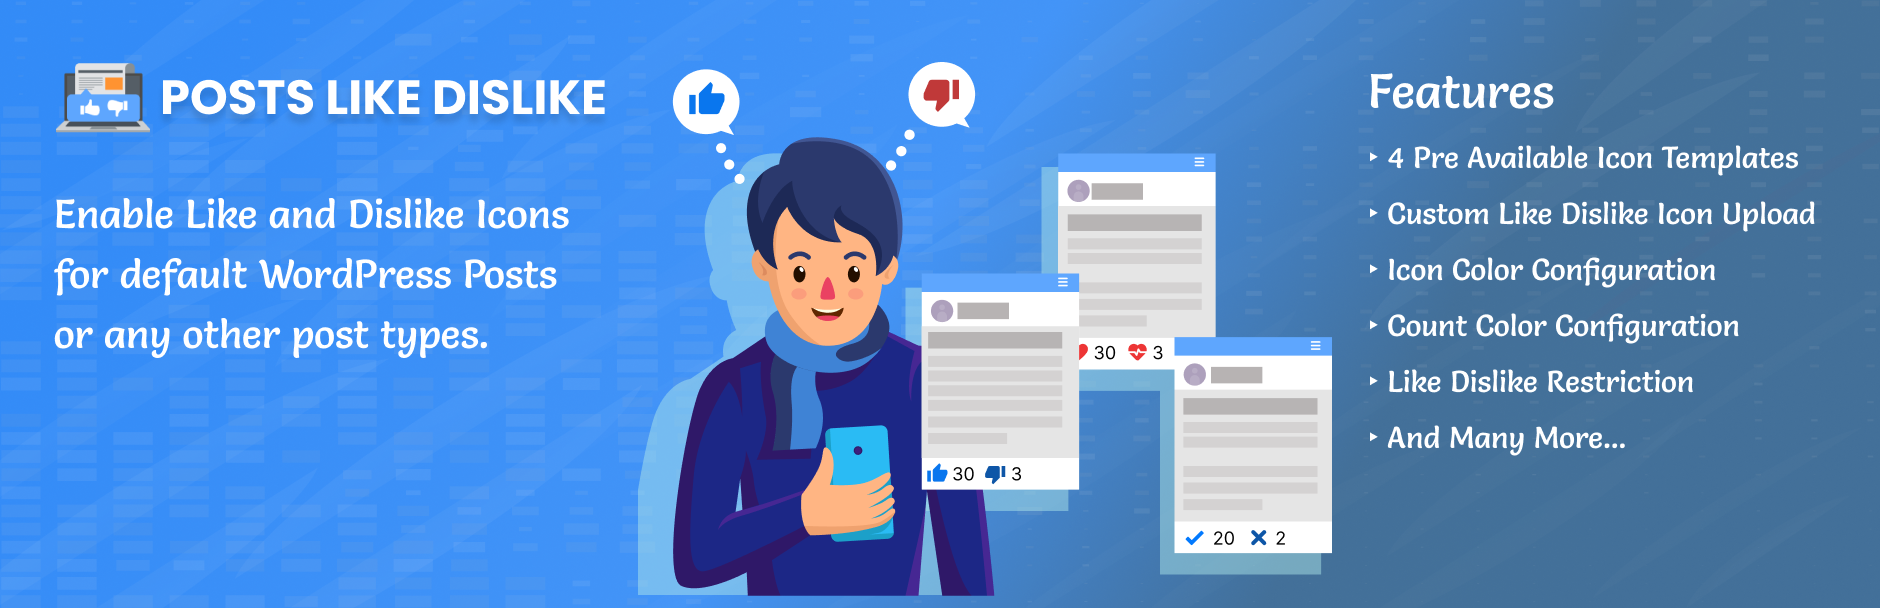 POSTS LIKE DISLIKE
Enable Like and Dislike Icons
for default WordPress Posts
or any other post types.
30 3
30 3
20 2
Features
‣ 4 Pre Available Icon Templates
‣ Custom Like Dislike Icon Upload
‣ Icon Color Configuration
‣ Count Color Configuration
‣ Like Dislike Restriction
‣ And Many More...